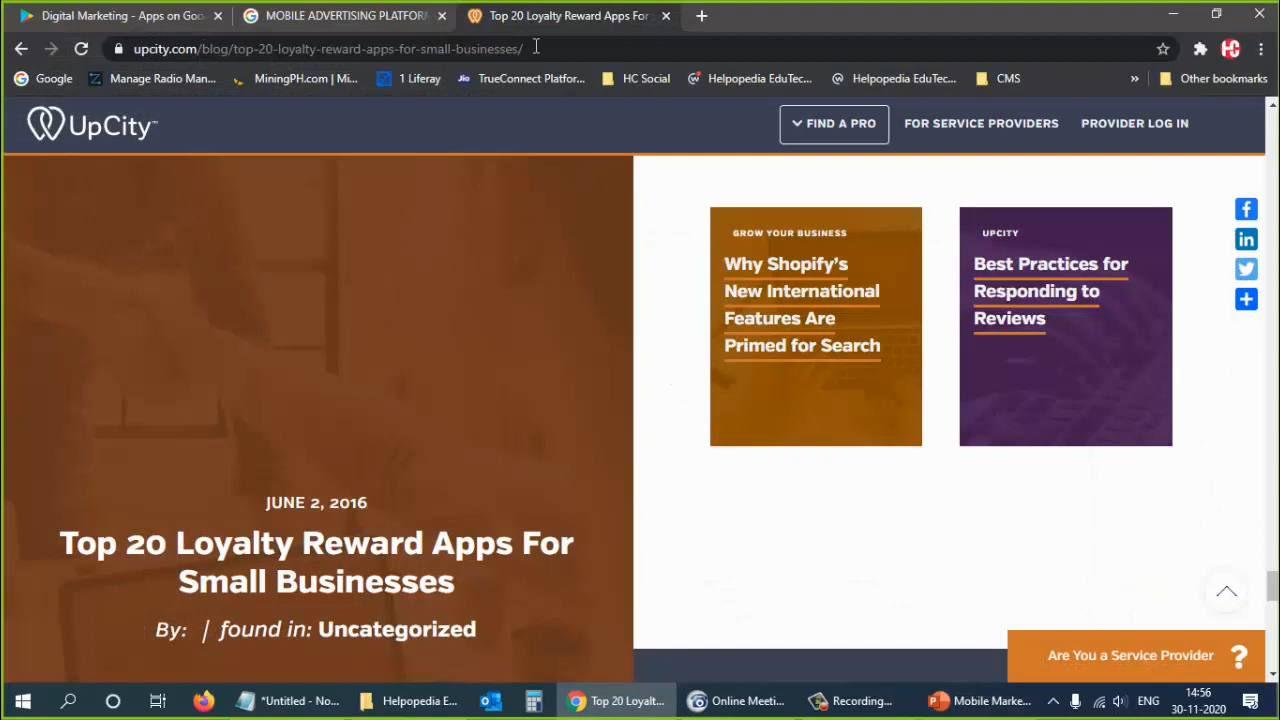 Digital Marketing - Apps on Goo
MOBILE ADVERTISING PLATFORM
Top 20 Loyalty Reward Apps For
upcity.com/blog/top-20-loyalty-reward-apps-for-small-businesses/
Google
Manage Radio Man...
MiningPH.com | Mi...
1 Liferay
Jio
TrueConnect Platfor...
HC Social
Helpopedia EduTec...
Helpopedia EduTec...
CMS
»
Other bookmarks
UpCity™
FIND A PRO
FOR SERVICE PROVIDERS
PROVIDER LOG IN
GROW YOUR BUSINESS
Why Shopify's
New International
Features Are
Primed for Search
UPCITY
Best Practices for
Responding to
Reviews
JUNE 2, 2016
Top 20 Loyalty Reward Apps For
Small Businesses
By: | found in: Uncategorized
Are You a Service Provider ?
*Untitled - No...
Helpopedia E...
Top 20 Loyalt...
Online Meeti...
Recording...
Mobile Marke...
ENG
14:56
30-11-2020